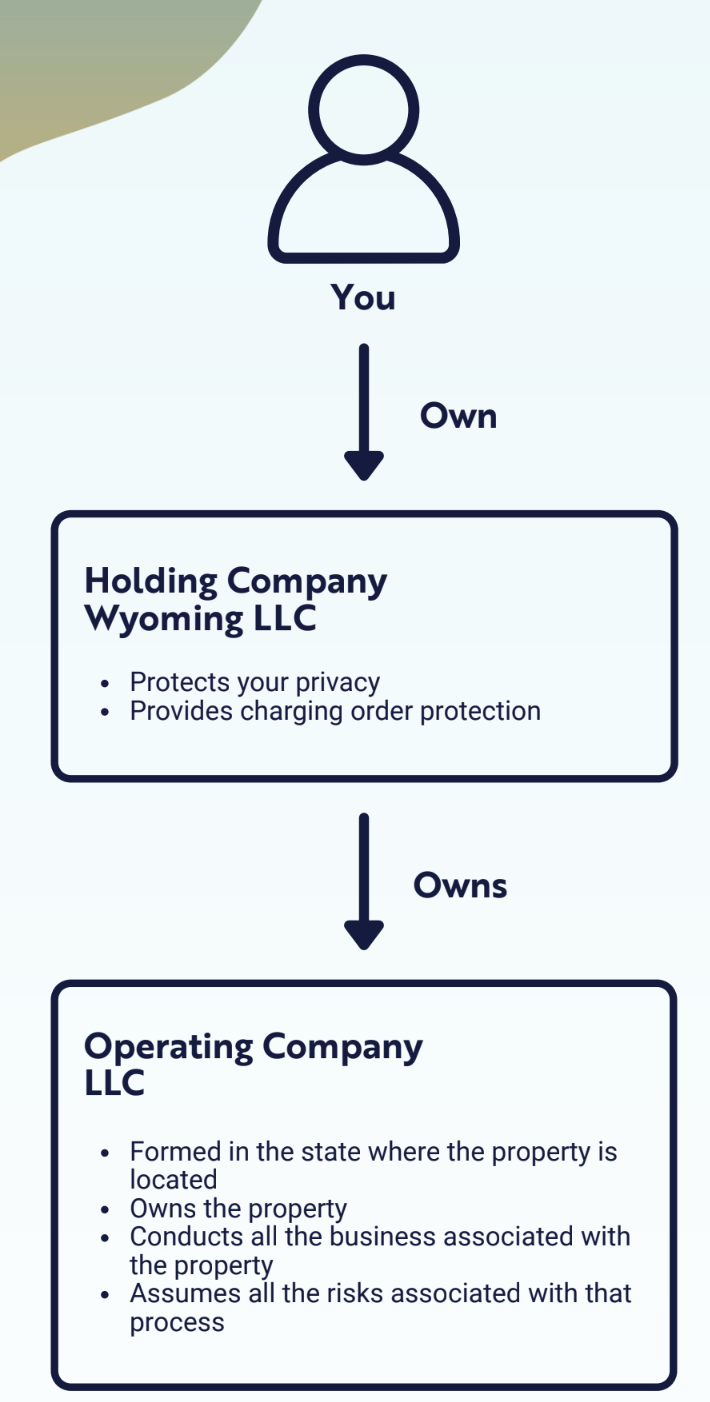 You
Own
Holding Company
Wyoming LLC
• Protects your privacy
• Provides charging order protection
Owns
Operating Company
LLC
• Formed in the state where the property is
located
• Owns the property
• Conducts all the business associated with
the property
• Assumes all the risks associated with that
process